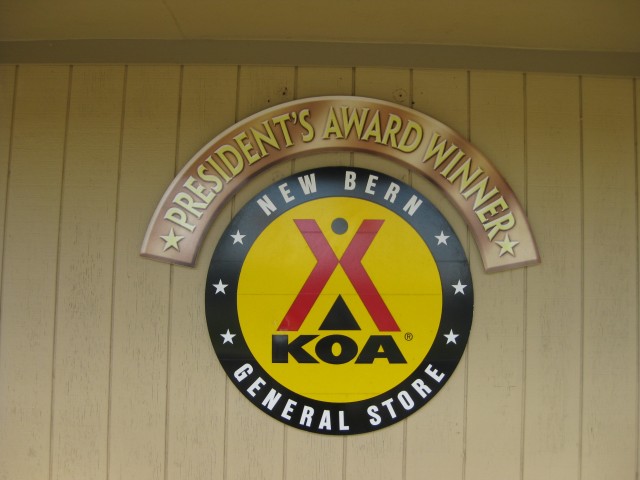 PRESIDENT'S AWARD WINNER
NEW BERN
KOA®
GENERAL STORE